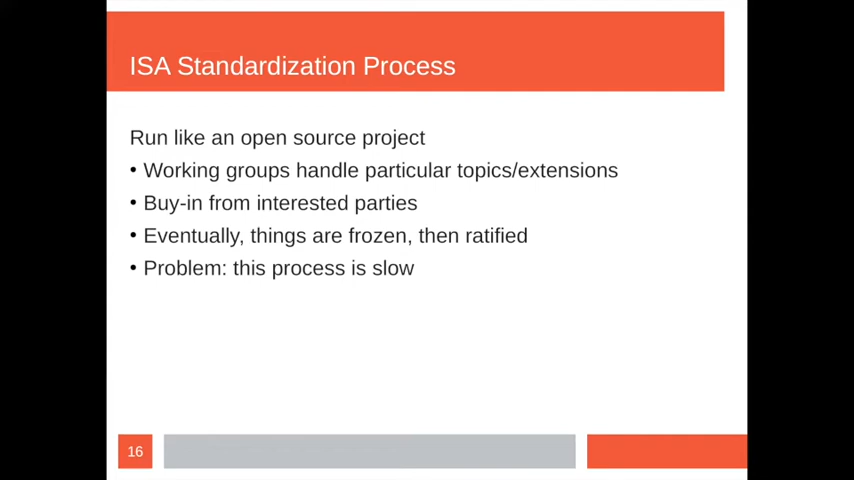 ISA Standardization Process
Run like an open source project
• Working groups handle particular topics/extensions
• Buy-in from interested parties
• Eventually, things are frozen, then ratified
• Problem: this process is slow
16